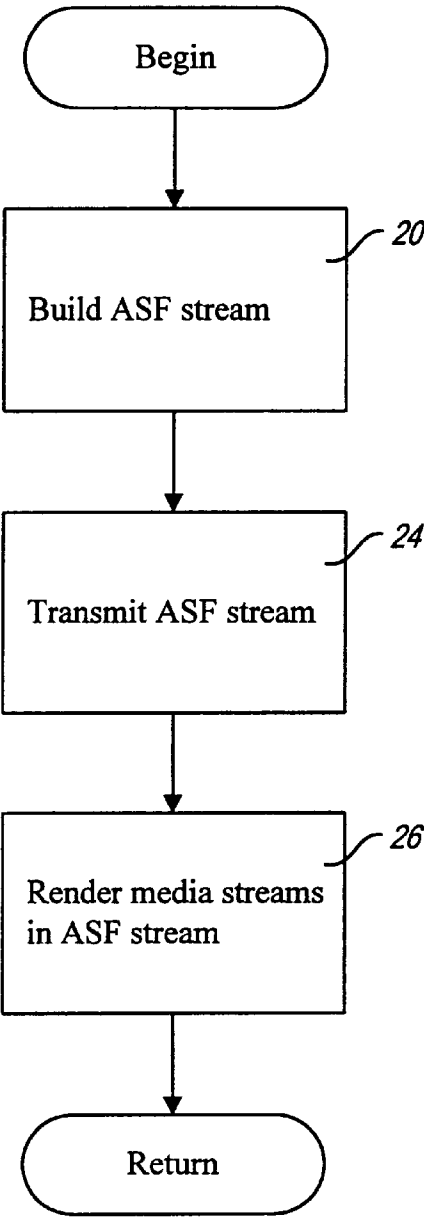 Begin
20
Build ASF stream
24
Transmit ASF stream
26
Render media streams
in ASF stream
Return